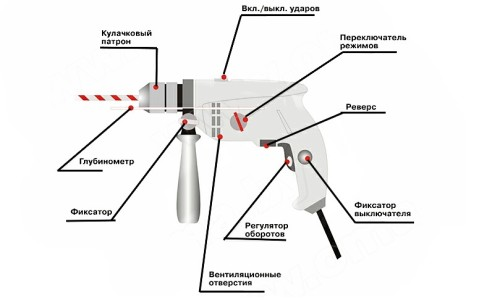 Вкл./выкл. ударов
Кулачковый
патрон
Переключатель
режимов
Реверс
Глубинометр
Фиксатор
Регулятор
оборотов
Фиксатор
выключателя
Вентиляционные
отверстия